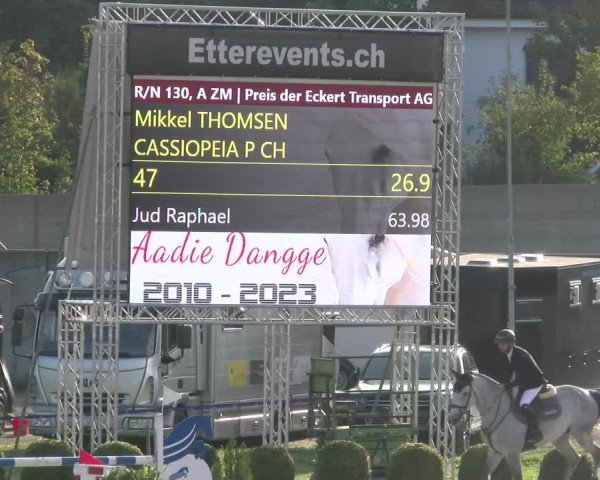 Etterevents.ch
R/N 130, A ZM | Preis der Eckert Transport AG
Mikkel THOMSEN
CASSIOPEIA P CH
47 26.9
Jud Raphael 63.98
Aadie Dangge
2010 - 2023